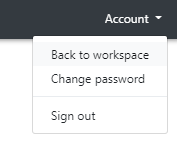 Account
Back to workspace
Change password
Sign out